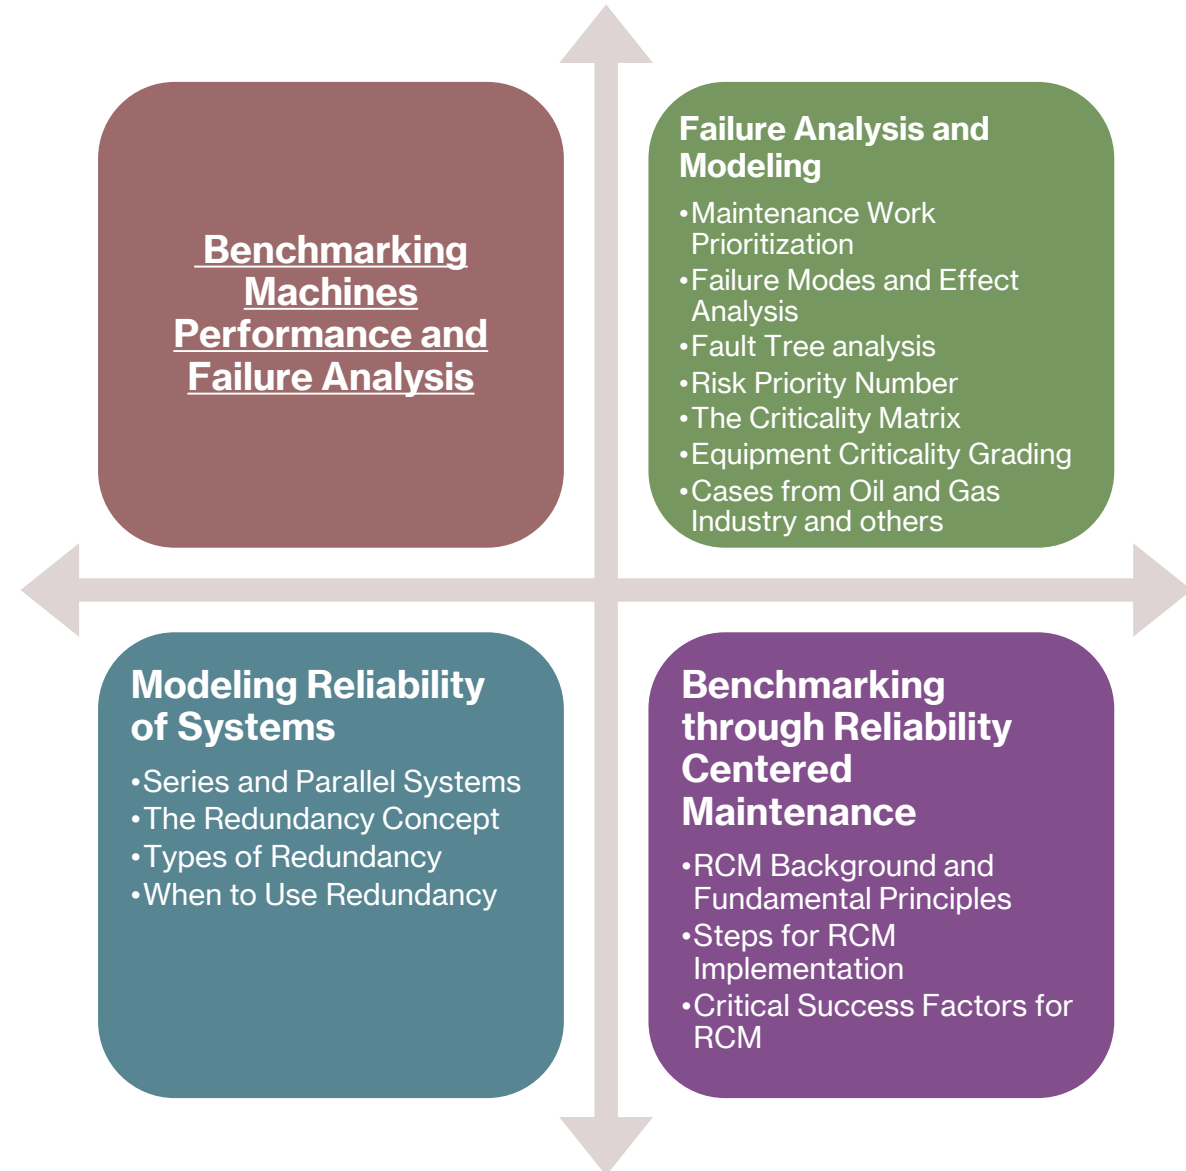 Benchmarking
Machines
Performance and
Failure Analysis
Failure Analysis and
Modeling
•Maintenance Work
Prioritization
•Failure Modes and Effect
Analysis
•Fault Tree analysis
•Risk Priority Number
•The Criticality Matrix
•Equipment Criticality Grading
•Cases from Oil and Gas
Industry and others
Modeling Reliability
of Systems
•Series and Parallel Systems
•The Redundancy Concept
•Types of Redundancy
•When to Use Redundancy
Benchmarking
through Reliability
Centered
Maintenance
•RCM Background and
Fundamental Principles
•Steps for RCM
Implementation
•Critical Success Factors for
RCM